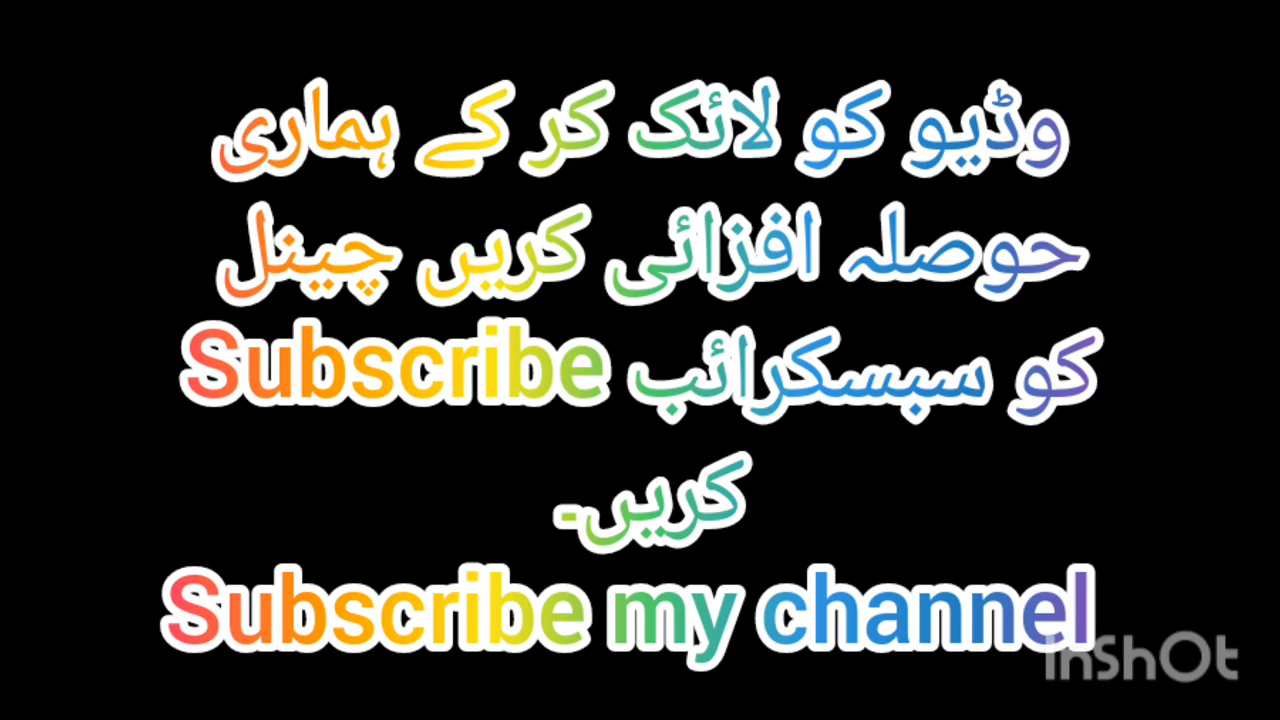 وڈیو کو لائک کر کے ہماری
حوصلہ افزائی کریں چینل
کو سبسکرائب Subscribe
کریں۔
Subscribe my channel
InShOt